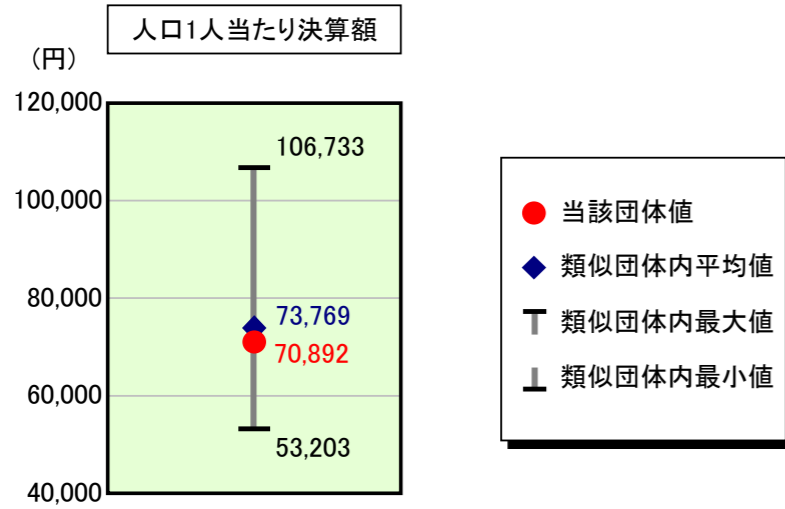 人口1人当たり決算額
（円）
120,000
100,000
80,000
60,000
40,000
106,733
73,769
70,892
53,203
当該団体値
類似団体内平均値
類似団体内最大値
類似団体内最小値